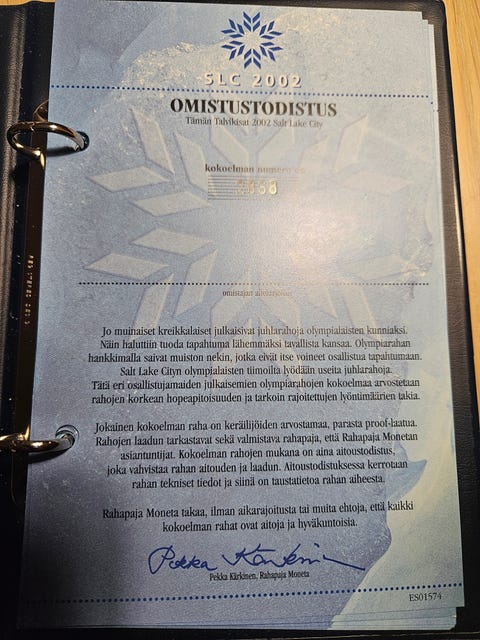 SLC 2002
OMISTUSTODISTUS
Tämän Talvikisat 2002 Salt Lake City
kokoelman numero on
omistajan allekirjoitus
Jo muinaiset kreikkalaiset julkaisivat juhlarahoja olympialaisten kunniaksi.
Näin haluttiin tuoda tapahtuma lähemmäksi tavallista kansaa. Olympiarahan
hankkimalla saivat muiston nekin, jotka eivät itse voineet osallistua tapahtumaan.
Salt Lake Cityn olympialaisten tiimoilta lyödään useita juhlarahoja.
Tätä eri osallistujamaiden julkaisemien olympiarahojen kokoelmaa arvostetaan
rahojen korkean hopeapitoisuuden ja tarkoin rajoitettujen lyöntimäärien takia.
Jokainen kokoelman raha on keräilijöiden arvostamaa, parasta proof-laatua.
Rahojen laadun tarkastavat sekä valmistava rahapaja, että Rahapaja Monetan
asiantuntijat. Kokoelman rahojen mukana on aina aitoustodistus,
joka vahvistaa rahan aitouden ja laadun. Aitoustodistuksessa kerrotaan
rahan tekniset tiedot ja siinä on taustatietoa rahan aiheesta.
Rahapaja Moneta takaa, ilman aikarajoitusta tai muita ehtoja, että kaikki
kokoelman rahat ovat aitoja ja hyväkuntoisia.
Pekka Kärkinen
Pekka Kärkinen, Rahapaja Moneta
ES01574